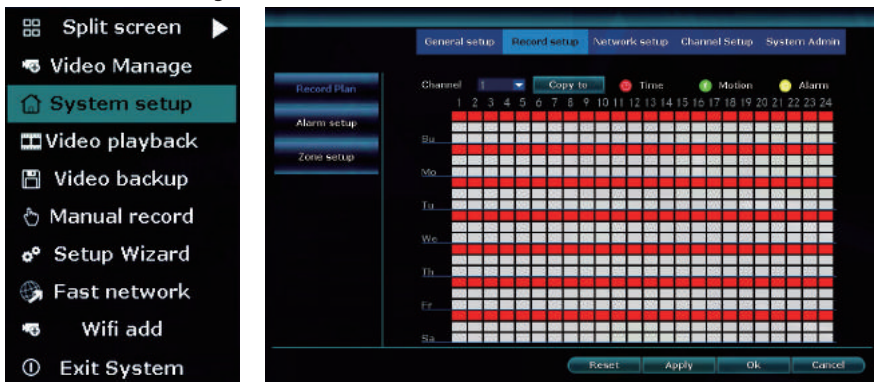 Split screen
Video Manage
System setup
Video playback
Video backup
Manual record
Setup Wizard
Fast network
Wifi add
Exit System
General setup Record setup Network setup Channel Setup System Admin
Record Plan
Alarm setup
Zone setup
Channel 1 Copy to Time Motion Alarm
1 2 3 4 5 6 7 8 9 10 11 12 13 14 15 16 17 18 19 20 21 22 23 24
Su
Mo
Tu
We
Th
Fr
Sa
Reset Apply Ok Cancel